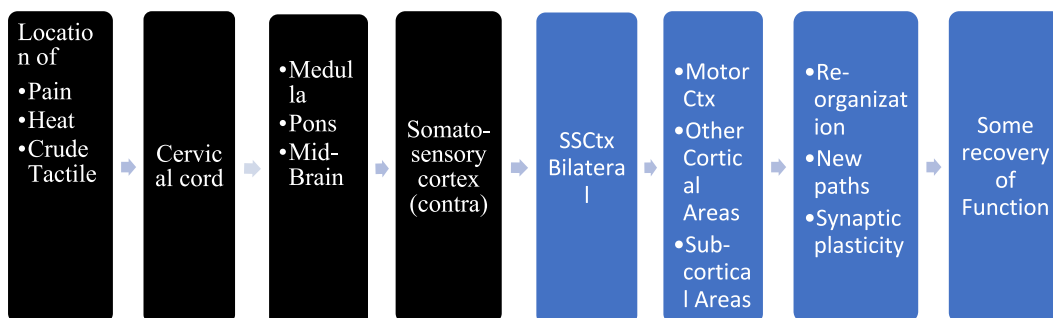 Locatio
n of
•Pain
•Heat
•Crude
Tactile
Cervic
al cord
•Medul
la
•Pons
•Mid-
Brain
Somato-
sensory
cortex
(contra)
SSCtx
Bilatera
l
•Motor
Ctx
•Other
Cortic
al
Areas
•Sub-
cortica
l Areas
•Re-
organizat
ion
•New
paths
•Synaptic
plasticity
Some
recovery
of
Function